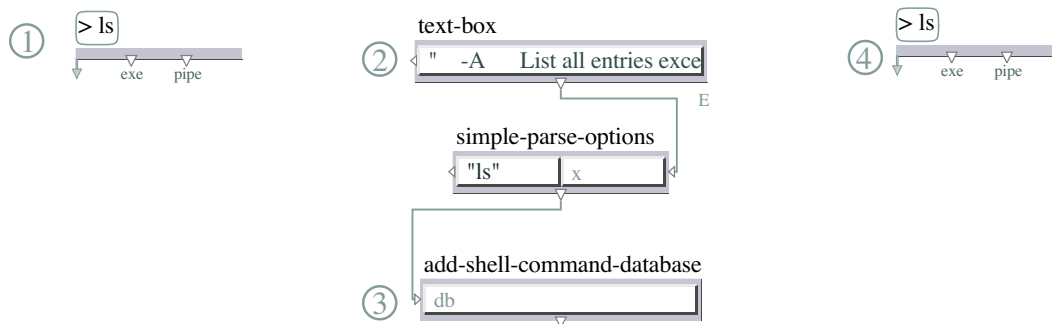 1
> ls
exe pipe
text-box
2
" -A List all entries exce
E
simple-parse-options
"ls" x
add-shell-command-database
3
db
4
> ls
exe pipe